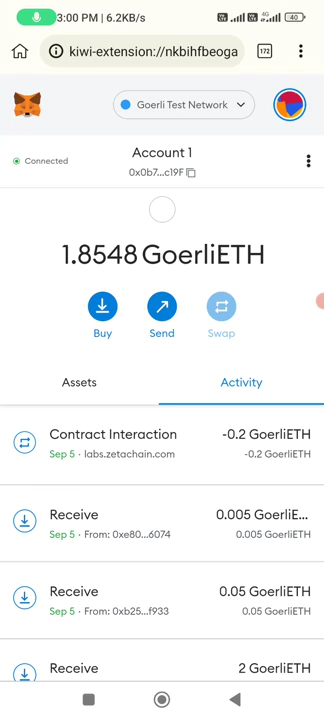 3:00 PM | 6.2KB/s
4G
40
kiwi-extension://nkbihfbeoga
172
Goerli Test Network
Connected
Account 1
0x0b7...c19F
1.8548 GoerliETH
Buy
Send
Swap
Assets
Activity
Contract Interaction
-0.2 GoerliETH
Sep 5 · labs.zetachain.com
-0.2 GoerliETH
Receive
0.005 GoerliE...
Sep 5 · From: 0xe80...6074
0.005 GoerliETH
Receive
0.05 GoerliETH
Sep 5 · From: 0xb25...f933
0.05 GoerliETH
Receive
2 GoerliETH